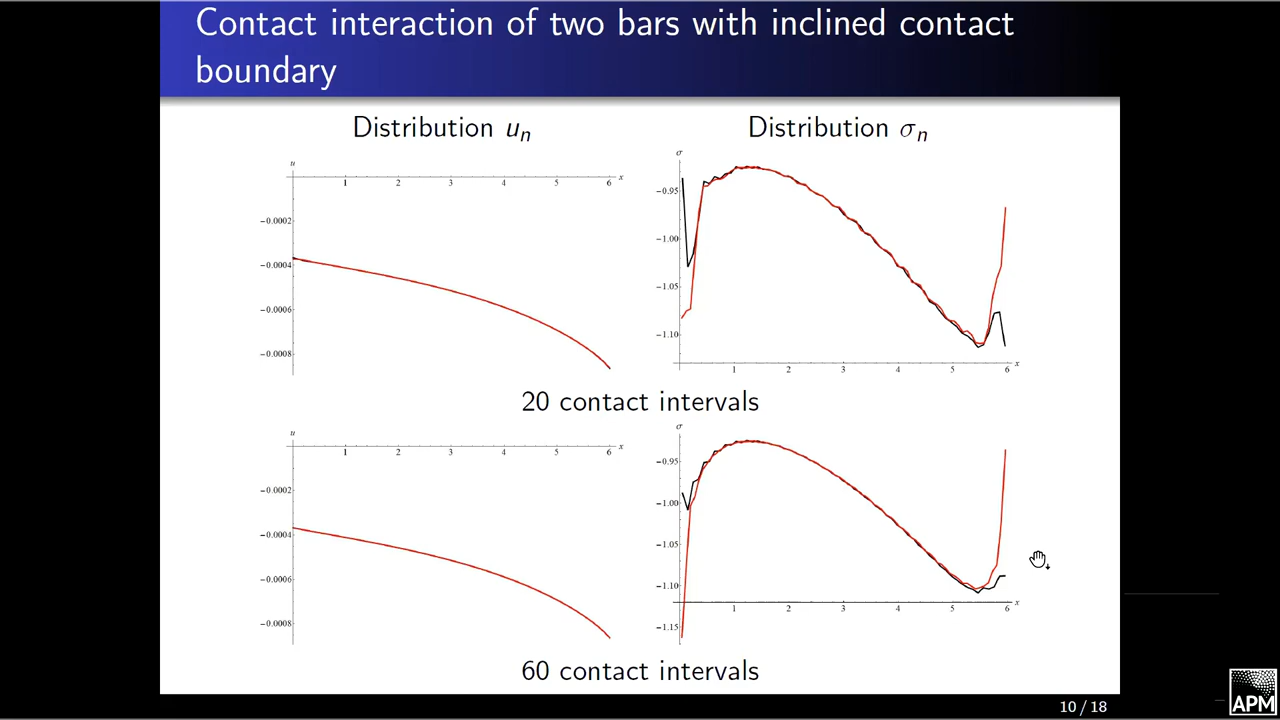 Contact interaction of two bars with inclined contact
boundary
Distribution uₙ
Distribution σₙ
u
x
1 2 3 4 5 6
−0.0002
−0.0004
−0.0006
−0.0008
σ
−0.95
−1.00
−1.05
−1.10
x
1 2 3 4 5 6
20 contact intervals
u
x
1 2 3 4 5 6
−0.0002
−0.0004
−0.0006
−0.0008
σ
−0.95
−1.00
−1.05
−1.10
−1.15
x
1 2 3 4 5 6
60 contact intervals
10 / 18
APM